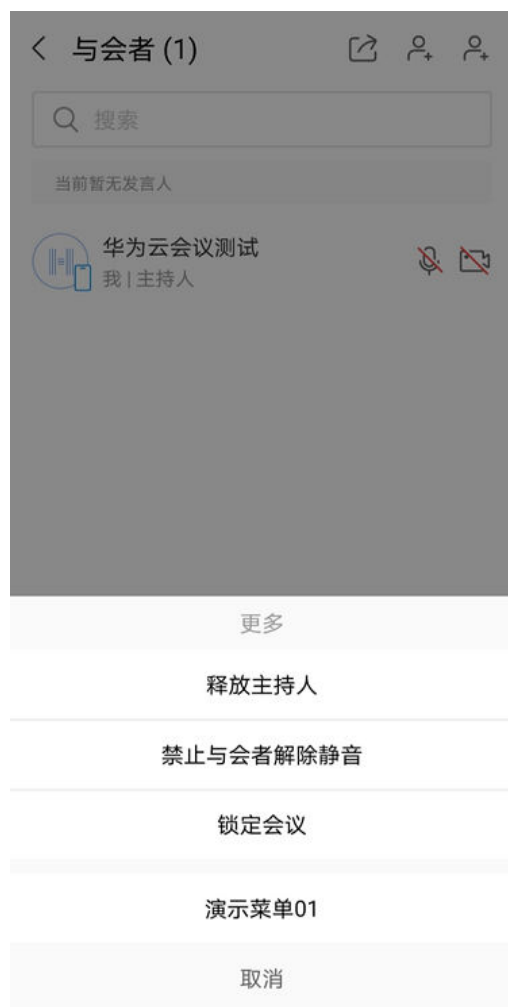 与会者 (1)
搜索
当前暂无发言人
华为云会议测试
我 | 主持人
更多
释放主持人
禁止与会者解除静音
锁定会议
演示菜单01
取消